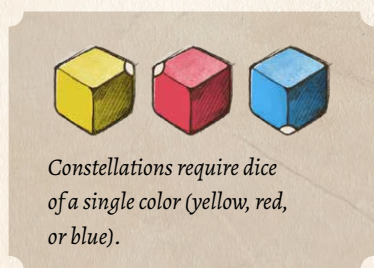 Constellations require dice
of a single color (yellow, red,
or blue).